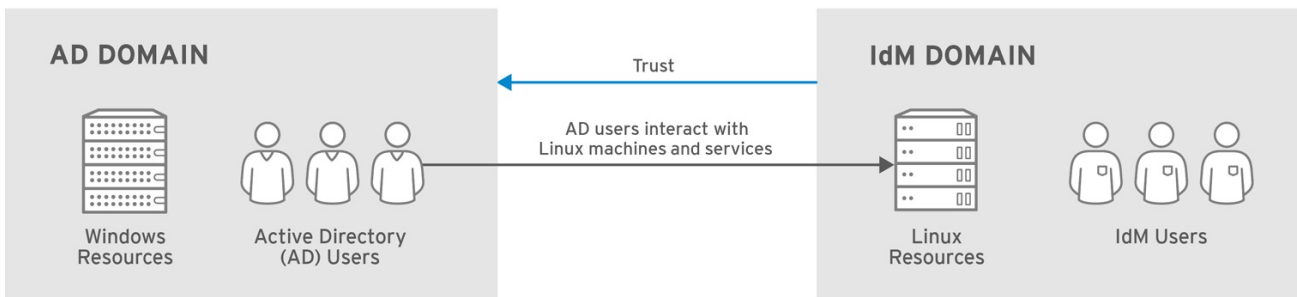 AD DOMAIN
Windows
Resources
Active Directory
(AD) Users
Trust
AD users interact with
Linux machines and services
IdM DOMAIN
Linux
Resources
IdM Users